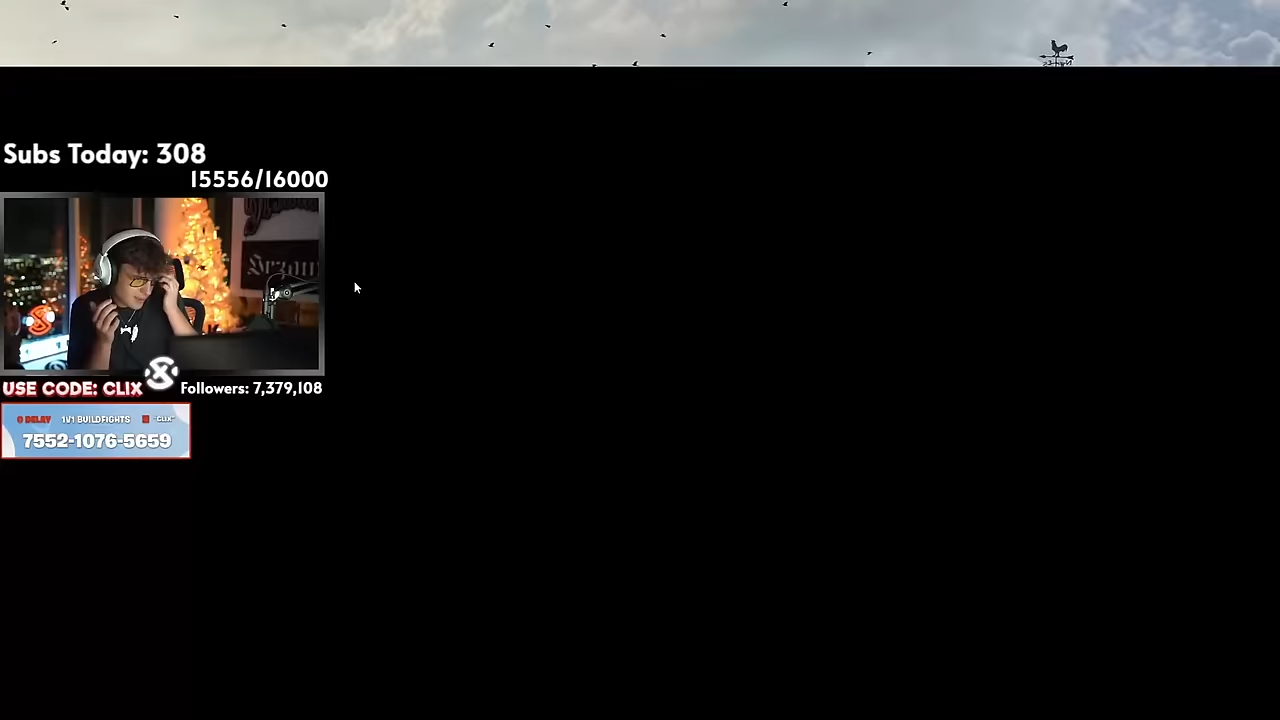 Subs Today: 308
15556/16000
USE CODE: CLIX
Followers: 7,379,108
0 DELAY 1V1 BUILDFIGHTS "CLIX"
7552-1076-5659